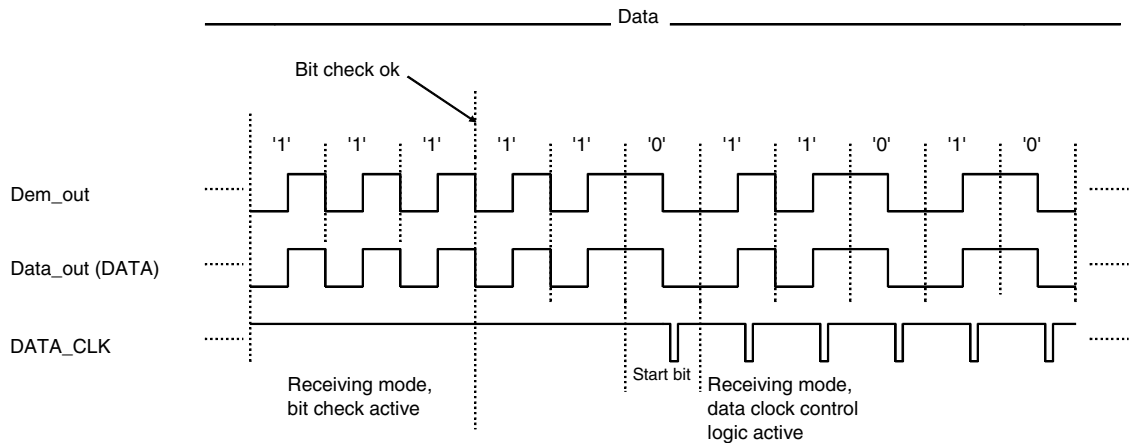 Data
Bit check ok
'1' '1' '1' '1' '1' '0' '1' '1' '0' '1' '0'
Dem_out
Data_out (DATA)
DATA_CLK
Start bit
Receiving mode,
bit check active
Receiving mode,
data clock control
logic active